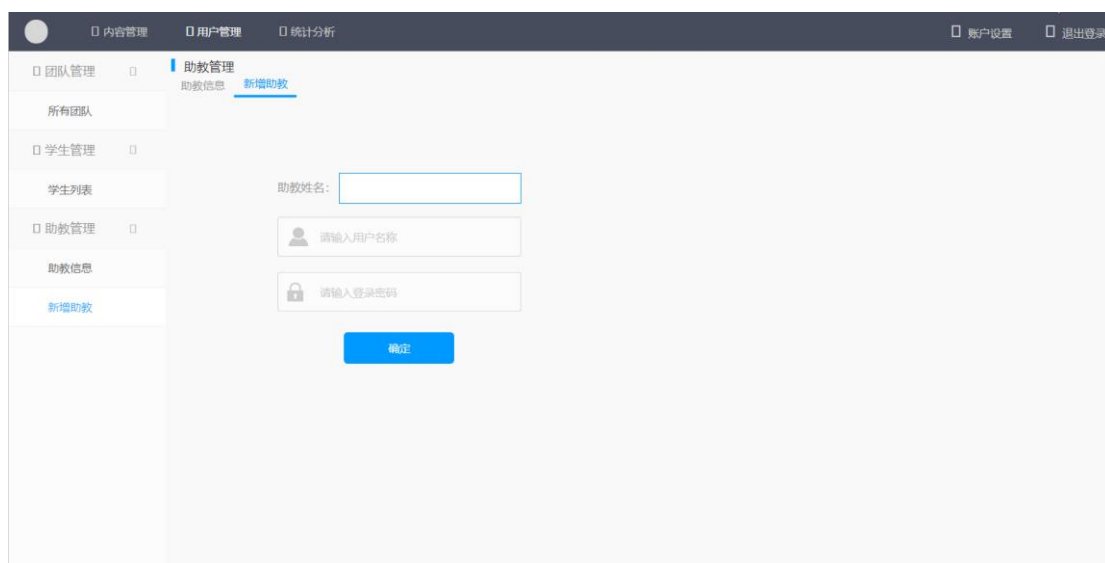 内容管理 用户管理 统计分析 账户设置 退出登录
团队管理
所有团队
学生管理
学生列表
助教管理
助教信息
新增助教
助教管理
助教信息 新增助教
助教姓名:
请输入用户名称
请输入登录密码
确定